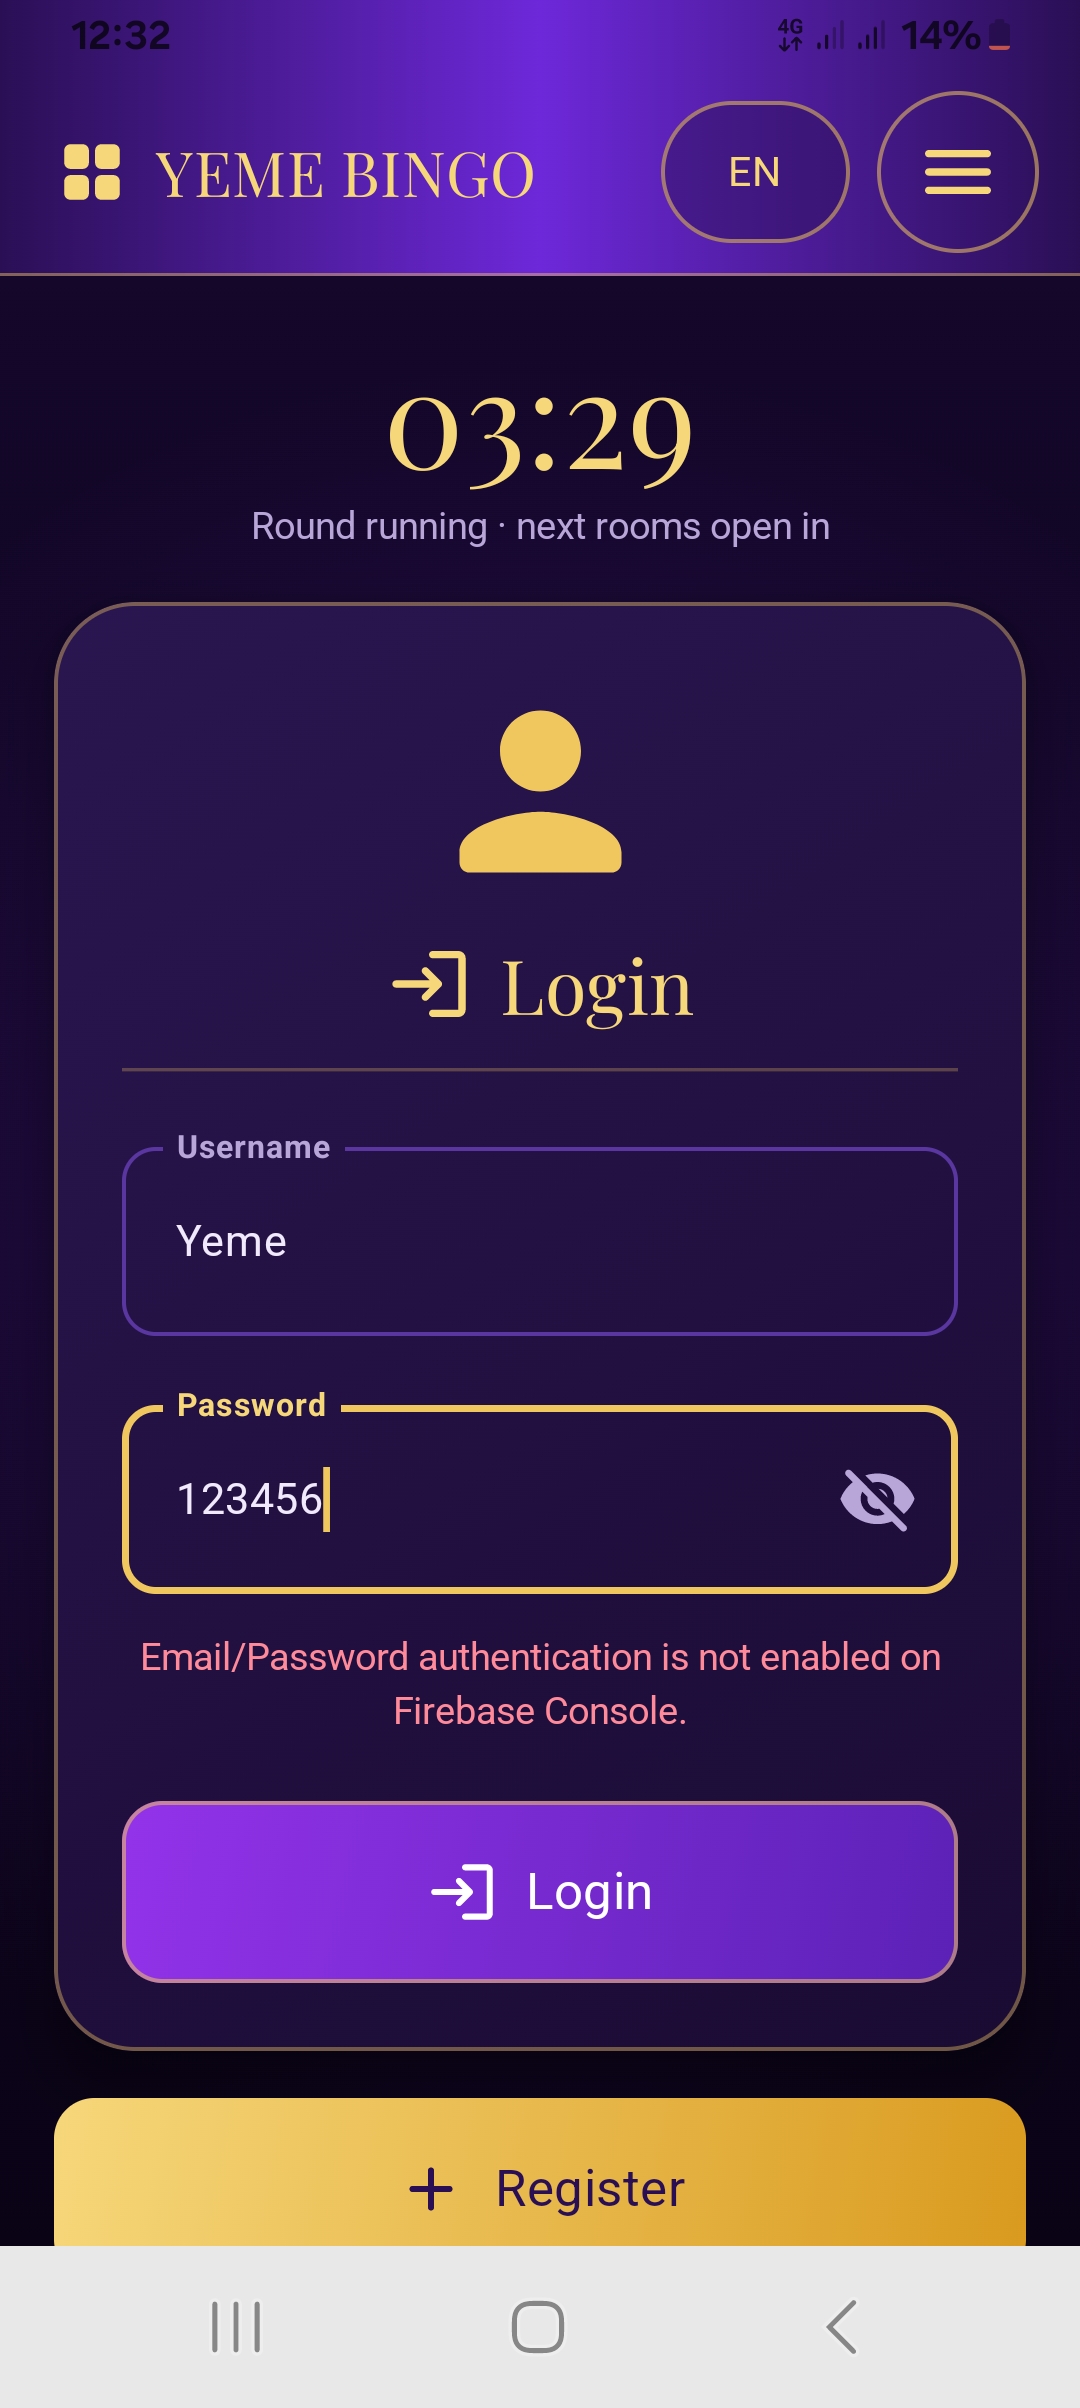 12:32
4G
14%
YEME BINGO
EN
03:29
Round running · next rooms open in
Login
Username
Yeme
Password
123456
Email/Password authentication is not enabled on
Firebase Console.
Login
Register